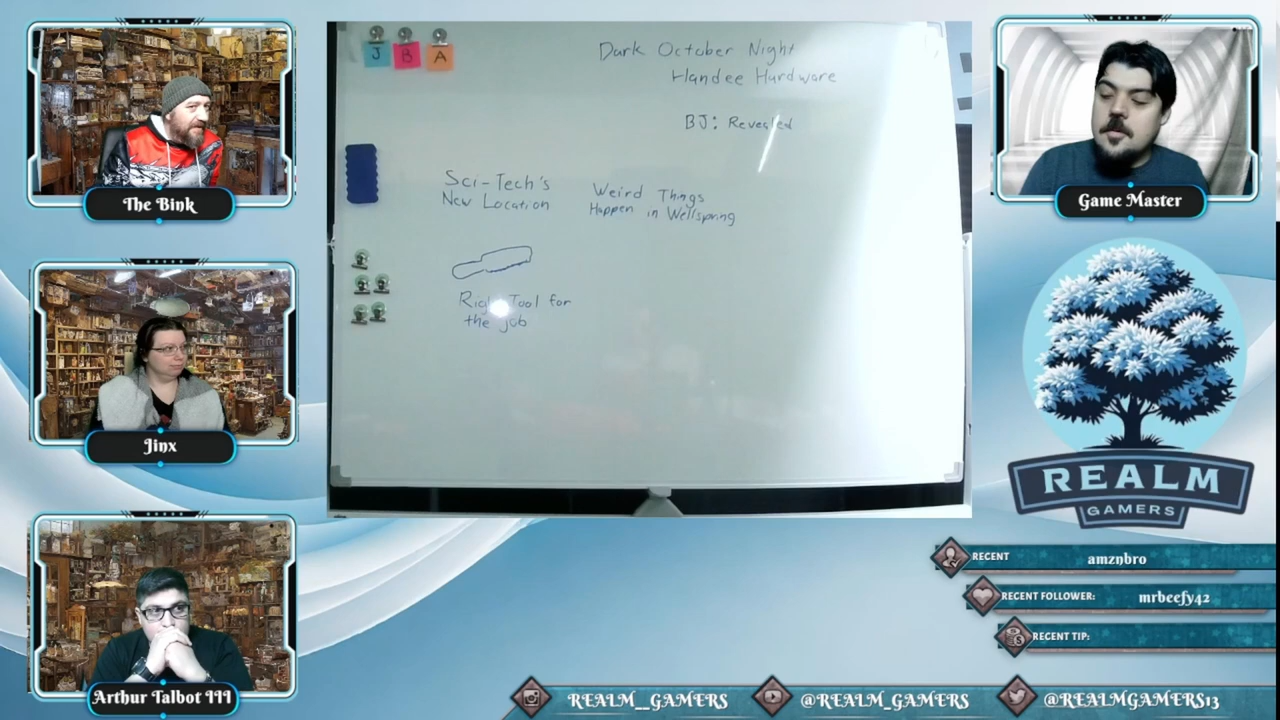 The Bink
Jinx
Arthur Talbot III
J B A
Dark October Night
Handee Hardware
BJ: Revealed
Sci-Tech's
New Location
Weird Things
Happen in Wellspring
Right Tool for
the job
Game Master
REALM
GAMERS
RECENT amznbro
RECENT FOLLOWER: mrbeefy42
RECENT TIP:
REALM__GAMERS
@REALM_GAMERS
@REALMGAMERS13